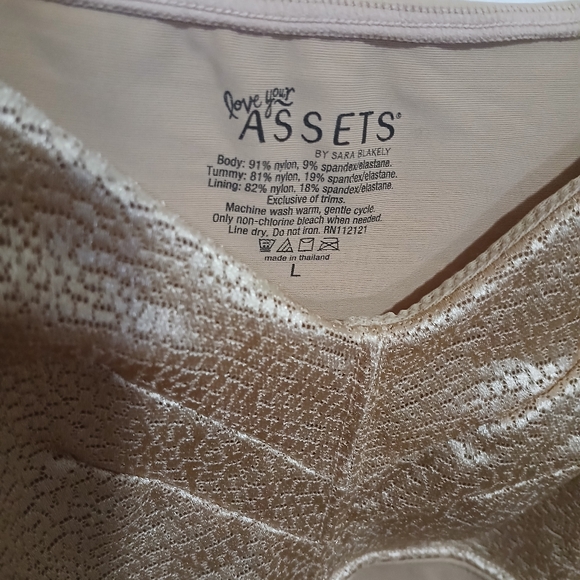 love your
ASSETS®
BY SARA BLAKELY
Body: 91% nylon, 9% spandex/elastane.
Tummy: 81% nylon, 19% spandex/elastane.
Lining: 82% nylon, 18% spandex/elastane.
Exclusive of trims.
Machine wash warm, gentle cycle.
Only non-chlorine bleach when needed.
Line dry, Do not iron. RN112121
made in thailand
L